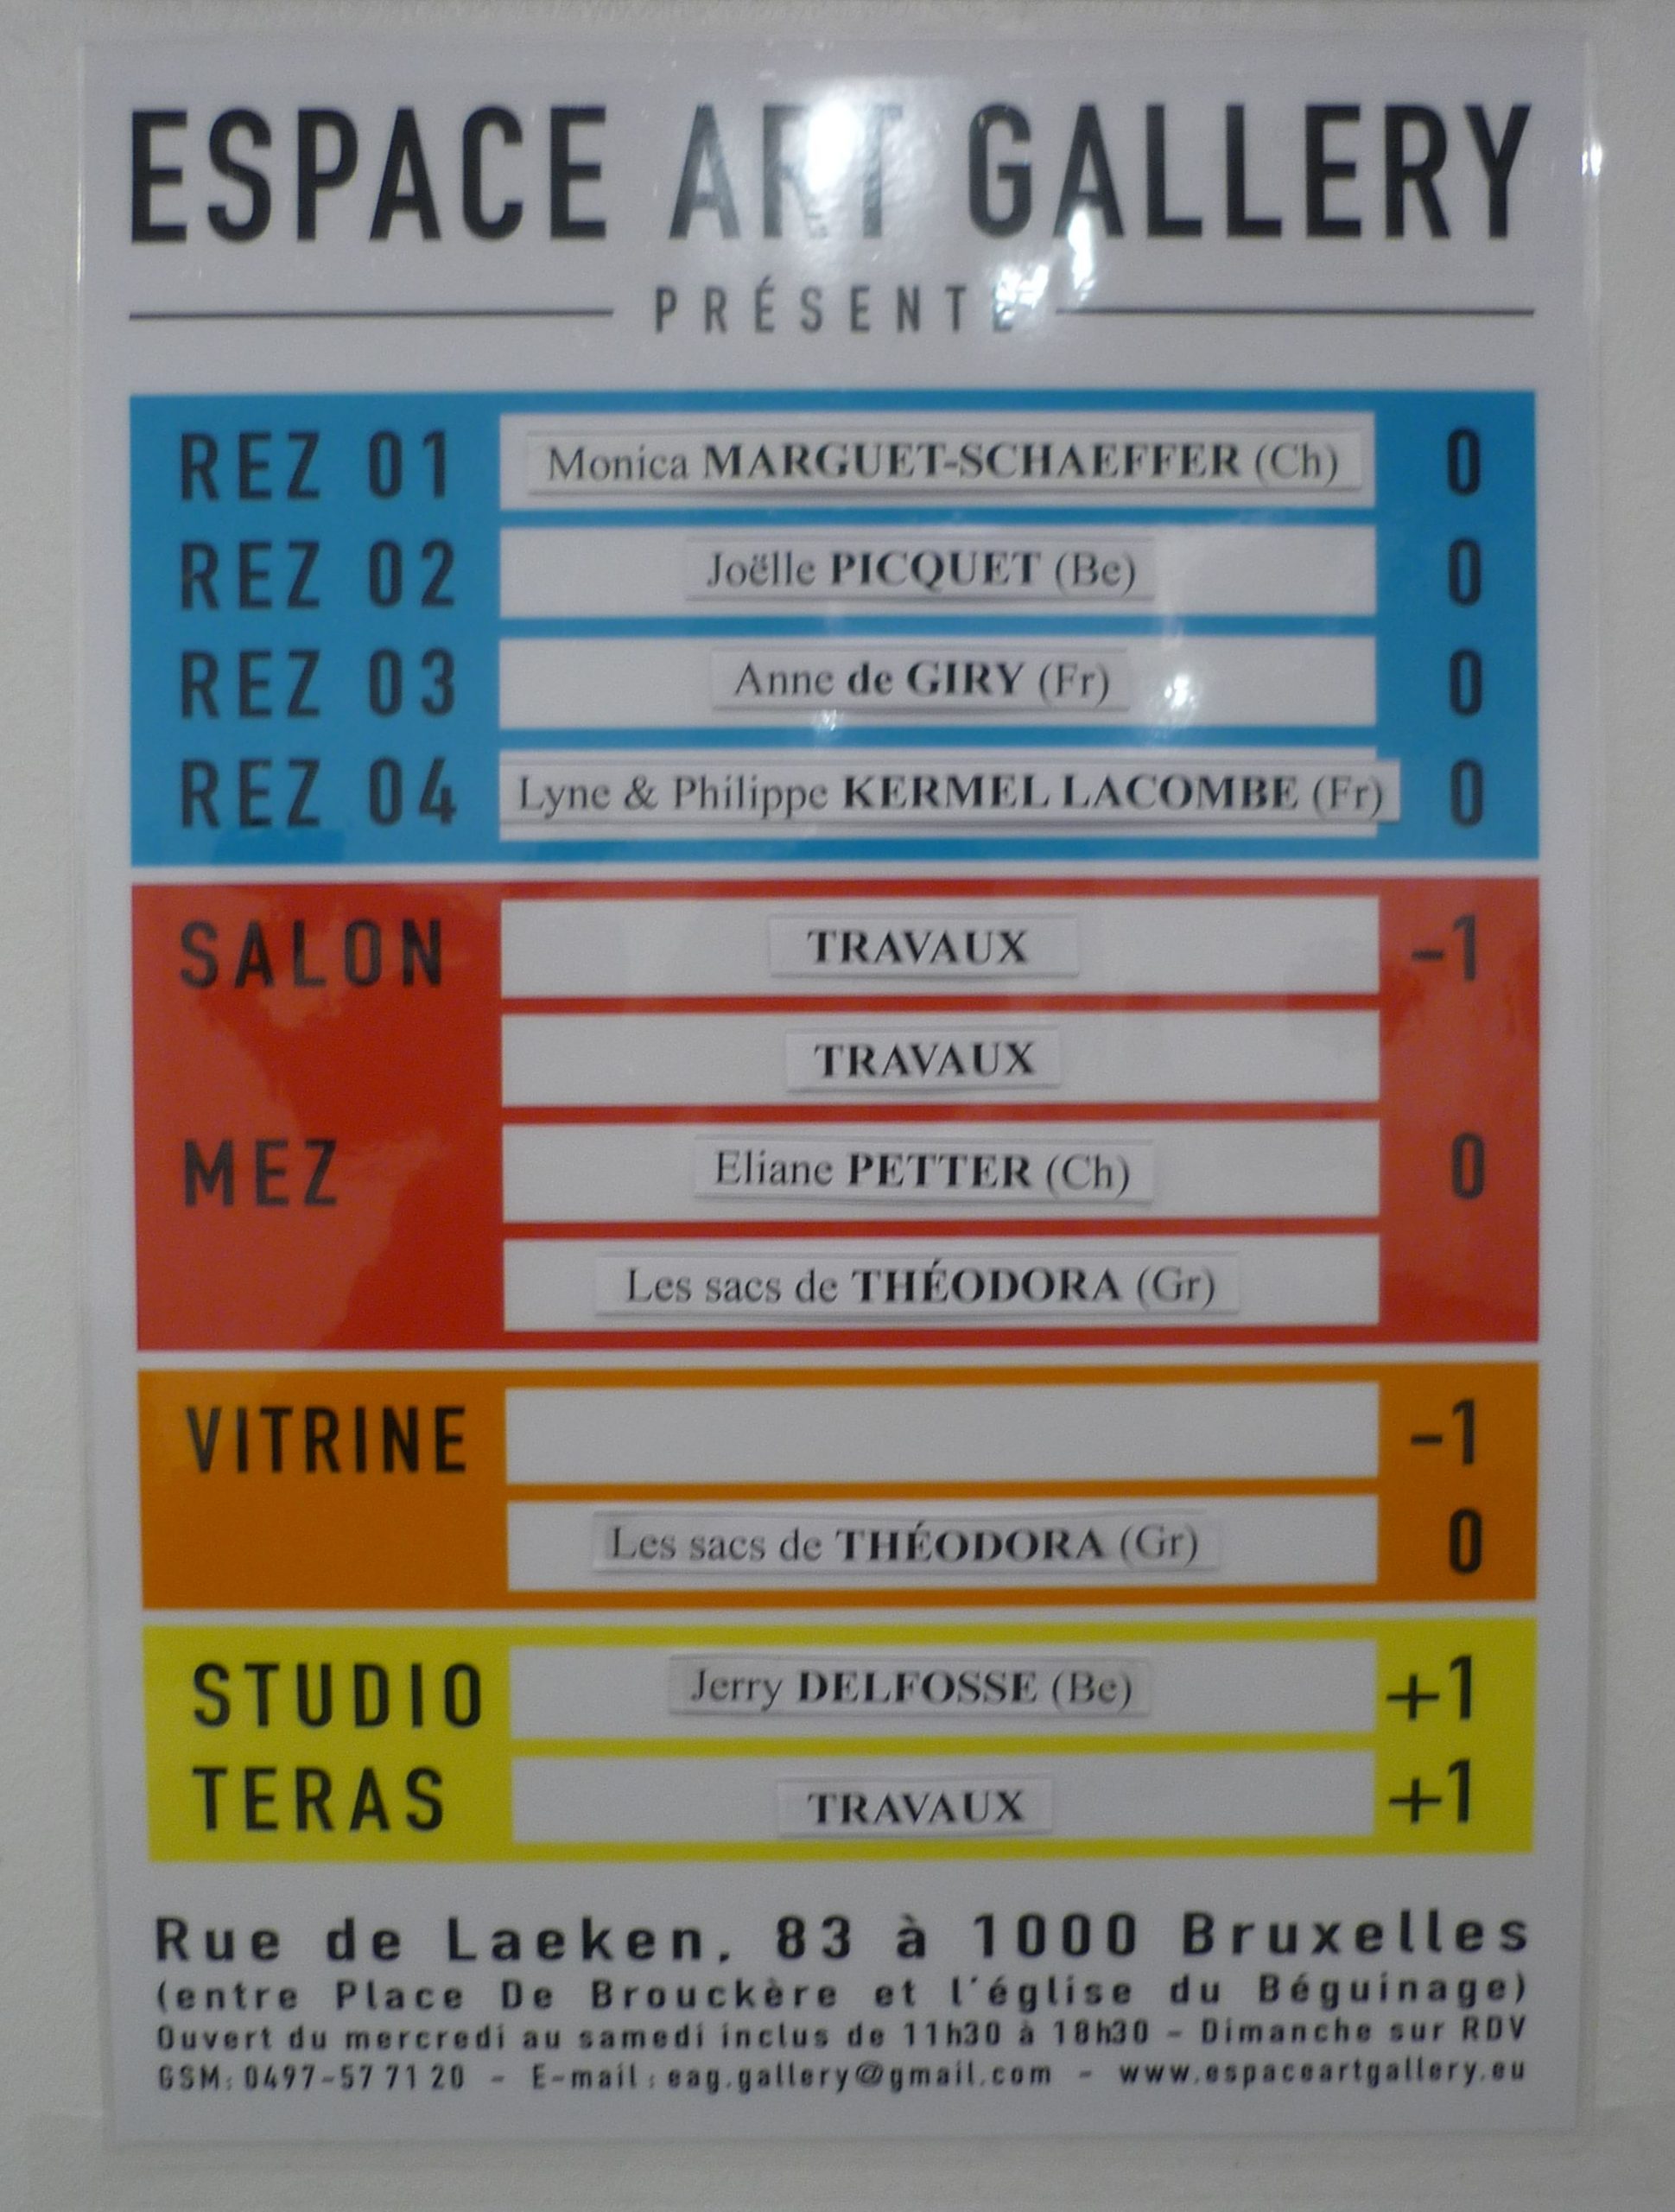 ESPACE ART GALLERY
PRÉSENTE
REZ 01 Monica MARGUET-SCHAEFFER (Ch) 0
REZ 02 Joëlle PICQUET (Be) 0
REZ 03 Anne de GIRY (Fr) 0
REZ 04 Lyne & Philippe KERMEL LACOMBE (Fr) 0
SALON TRAVAUX -1
TRAVAUX
MEZ Eliane PETTER (Ch) 0
Les sacs de THÉODORA (Gr)
VITRINE -1
Les sacs de THÉODORA (Gr) 0
STUDIO Jerry DELFOSSE (Be) +1
TERAS TRAVAUX +1
Rue de Laeken, 83 à 1000 Bruxelles
(entre Place De Brouckère et l'église du Béguinage)
Ouvert du mercredi au samedi inclus de 11h30 à 18h30 - Dimanche sur RDV
GSM: 0497-57 71 20 - E-mail: eag.gallery@gmail.com - www.espaceartgallery.eu